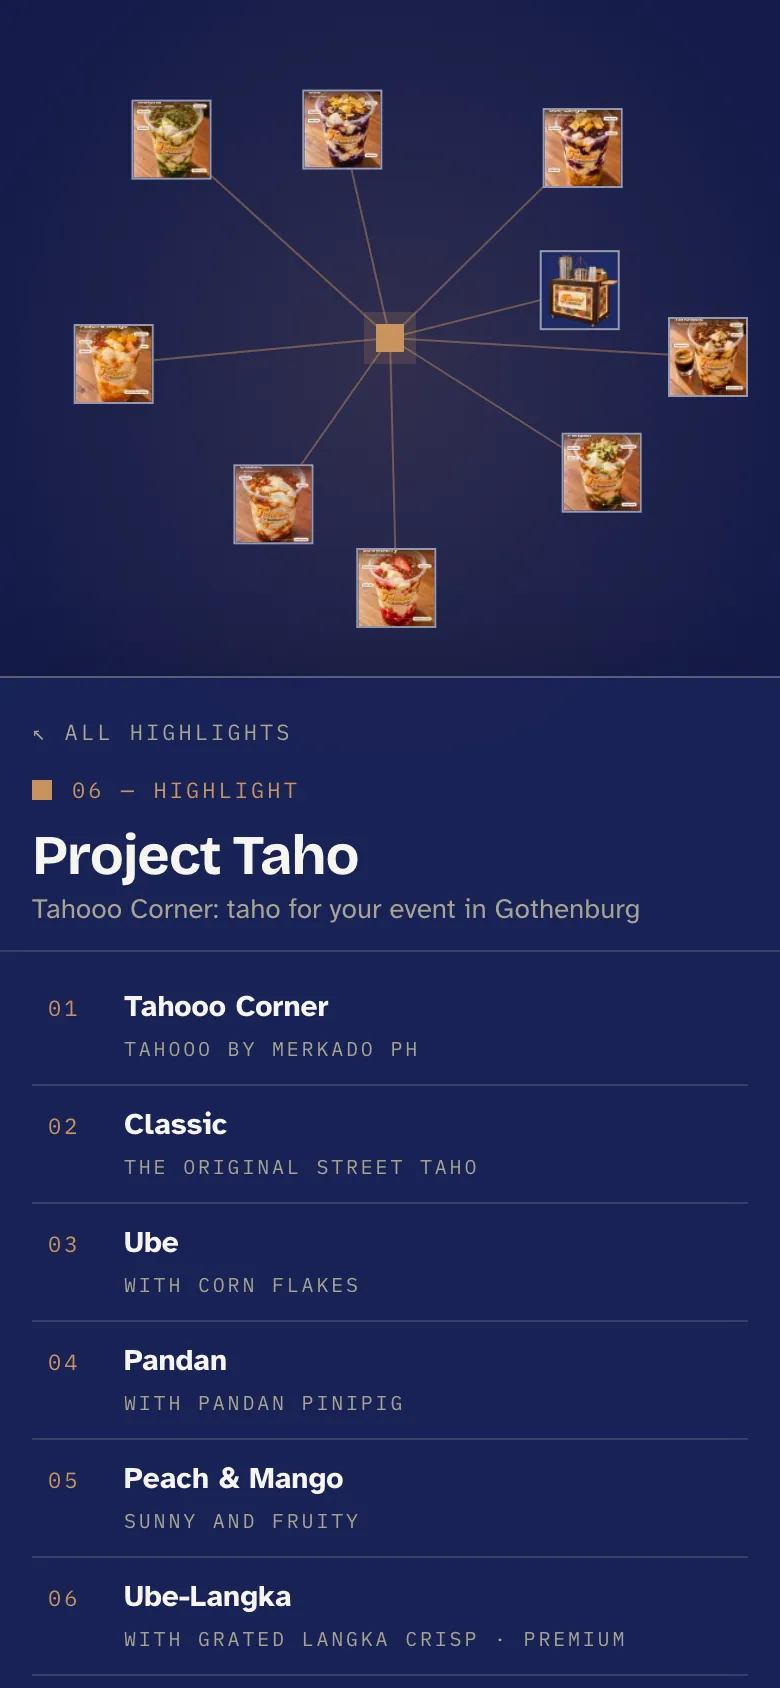 ↖ ALL HIGHLIGHTS
06 — HIGHLIGHT
Project Taho
Tahooo Corner: taho for your event in Gothenburg
01
Tahooo Corner
TAHOOO BY MERKADO PH
02
Classic
THE ORIGINAL STREET TAHO
03
Ube
WITH CORN FLAKES
04
Pandan
WITH PANDAN PINIPIG
05
Peach & Mango
SUNNY AND FRUITY
06
Ube-Langka
WITH GRATED LANGKA CRISP · PREMIUM